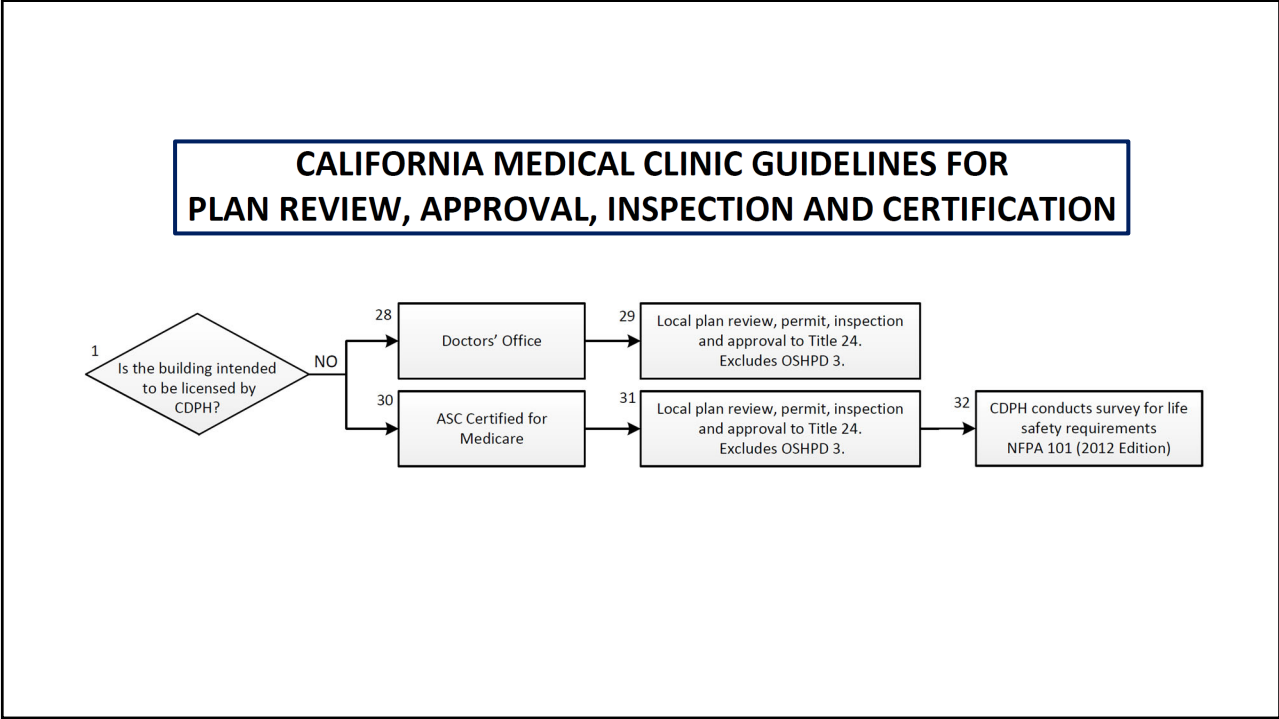 CALIFORNIA MEDICAL CLINIC GUIDELINES FOR
PLAN REVIEW, APPROVAL, INSPECTION AND CERTIFICATION
1
Is the building intended
to be licensed by
CDPH?
NO
28
Doctors’ Office
29
Local plan review, permit, inspection
and approval to Title 24.
Excludes OSHPD 3.
30
ASC Certified for
Medicare
31
Local plan review, permit, inspection
and approval to Title 24.
Excludes OSHPD 3.
32
CDPH conducts survey for life
safety requirements
NFPA 101 (2012 Edition)